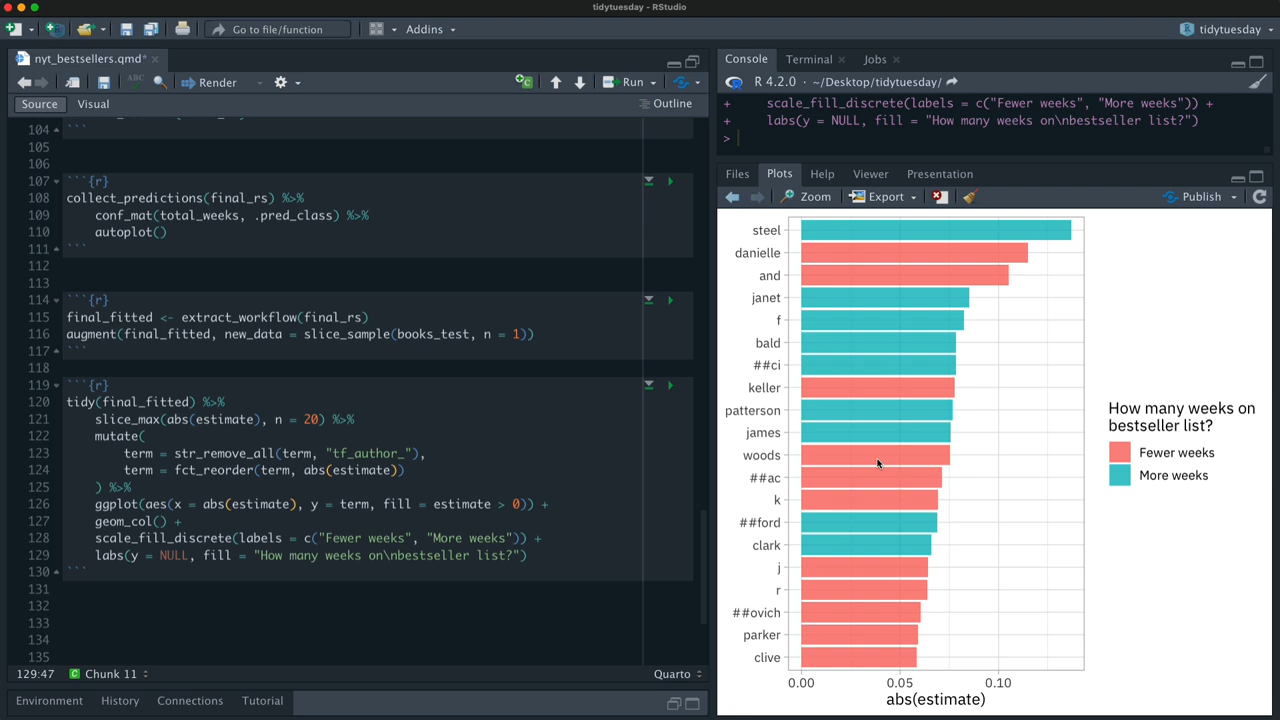 tidytuesday - RStudio
Go to file/function
Addins
tidytuesday
nyt_bestsellers.qmd*
ABC
Render
Run
Source
Visual
Outline
104 ```
105
106
107 ```{r}
108 collect_predictions(final_rs) %>%
109 conf_mat(total_weeks, .pred_class) %>%
110 autoplot()
111 ```
112
113
114 ```{r}
115 final_fitted <- extract_workflow(final_rs)
116 augment(final_fitted, new_data = slice_sample(books_test, n = 1))
117 ```
118
119 ```{r}
120 tidy(final_fitted) %>%
121 slice_max(abs(estimate), n = 20) %>%
122 mutate(
123 term = str_remove_all(term, "tf_author_"),
124 term = fct_reorder(term, abs(estimate))
125 ) %>%
126 ggplot(aes(x = abs(estimate), y = term, fill = estimate > 0)) +
127 geom_col() +
128 scale_fill_discrete(labels = c("Fewer weeks", "More weeks")) +
129 labs(y = NULL, fill = "How many weeks on\nbestseller list?")
130 ```
131
132
133
134
135
129:47
C Chunk 11
Quarto
Environment
History
Connections
Tutorial
Console
Terminal
Jobs
R 4.2.0 · ~/Desktop/tidytuesday/
+ scale_fill_discrete(labels = c("Fewer weeks", "More weeks")) +
+ labs(y = NULL, fill = "How many weeks on\nbestseller list?")
>
Files
Plots
Help
Viewer
Presentation
Zoom
Export
Publish
steel
danielle
and
janet
f
bald
##ci
keller
patterson
james
woods
##ac
k
##ford
clark
j
r
##ovich
parker
clive
0.00
0.05
0.10
abs(estimate)
How many weeks on
bestseller list?
Fewer weeks
More weeks